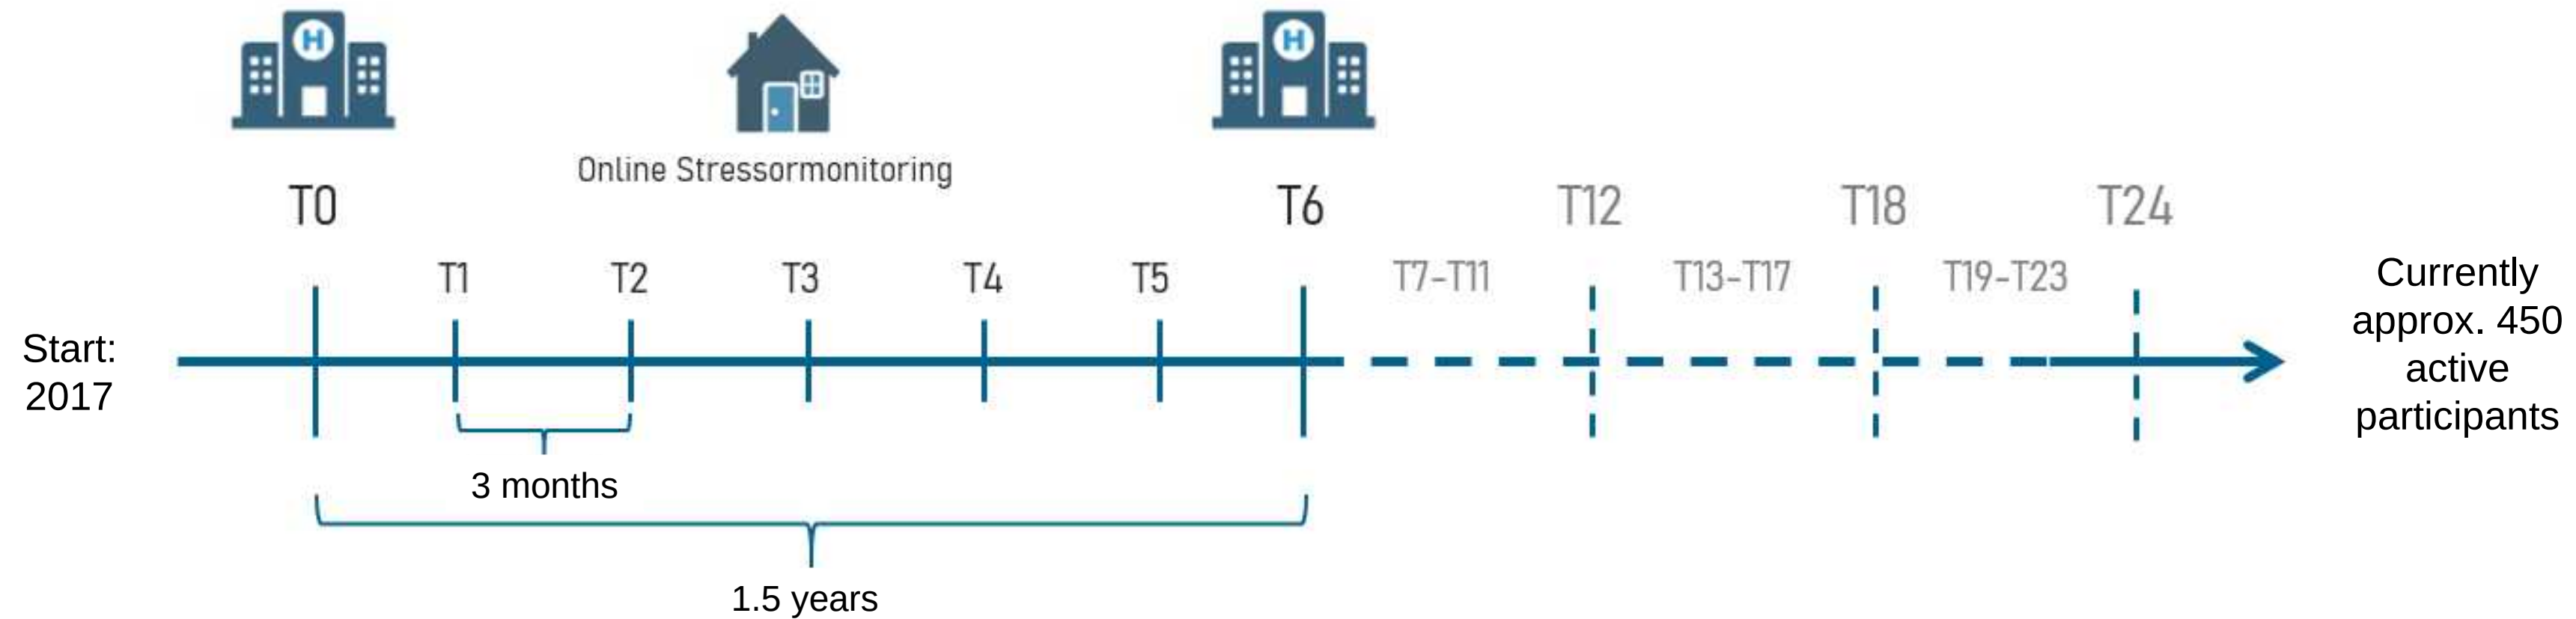 H
H
Online Stressormonitoring
T0
T6
T12
T18
T24
T1
T2
T3
T4
T5
T7-T11
T13-T17
T19-T23
Start:
2017
Currently
approx. 450
active
participants
3 months
1.5 years